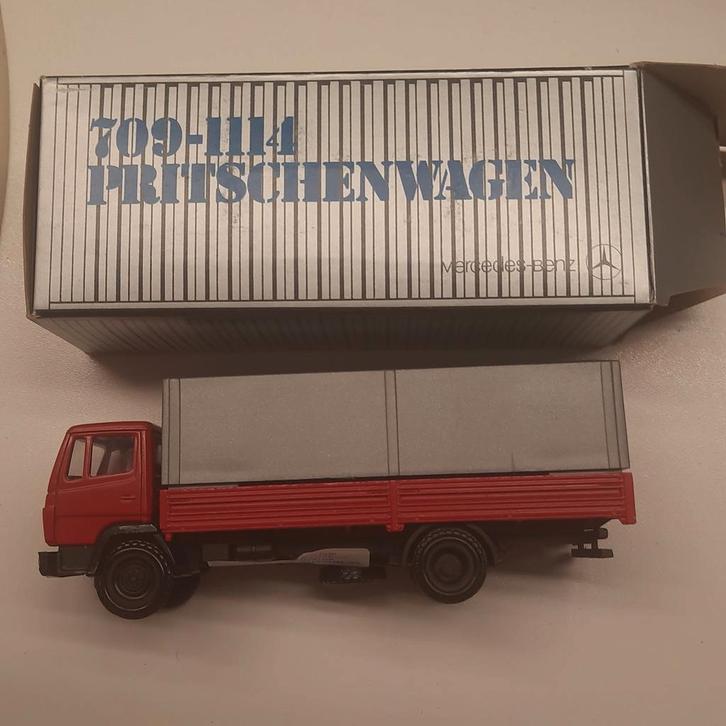 709-1114
PRITSCHENWAGEN
Mercedes-Benz